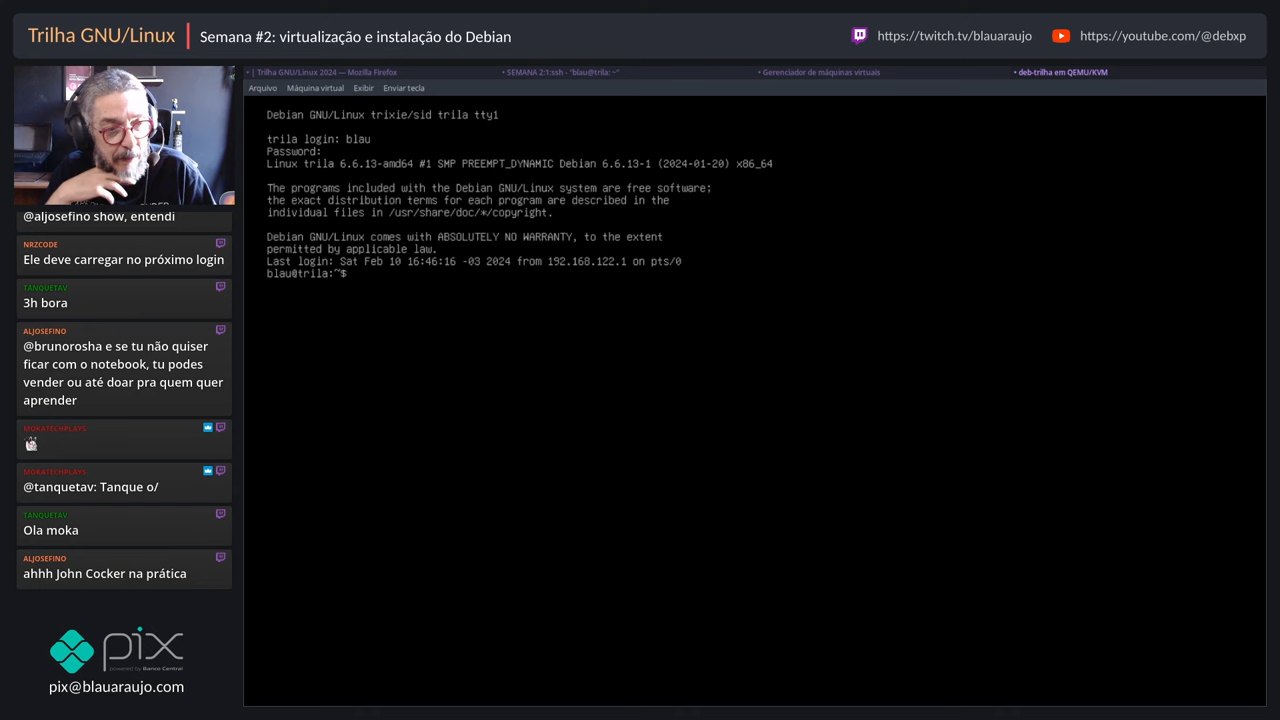 Trilha GNU/Linux
Semana #2: virtualização e instalação do Debian
https://twitch.tv/blauaraujo
https://youtube.com/@debxp
• | Trilha GNU/Linux 2024 — Mozilla Firefox
• SEMANA 2:1:ssh - "blau@trila: ~"
• Gerenciador de máquinas virtuais
• deb-trilha em QEMU/KVM
Arquivo
Máquina virtual
Exibir
Enviar tecla
Debian GNU/Linux trixie/sid trila tty1
trila login: blau
Password:
Linux trila 6.6.13-amd64 #1 SMP PREEMPT_DYNAMIC Debian 6.6.13-1 (2024-01-20) x86_64
The programs included with the Debian GNU/Linux system are free software;
the exact distribution terms for each program are described in the
individual files in /usr/share/doc/*/copyright.
Debian GNU/Linux comes with ABSOLUTELY NO WARRANTY, to the extent
permitted by applicable law.
Last login: Sat Feb 10 16:46:16 -03 2024 from 192.168.122.1 on pts/0
blau@trila:~$
@aljosefino show, entendi
NRZCODE
Ele deve carregar no próximo login
TANQUETAV
3h bora
ALJOSEFINO
@brunorosha e se tu não quiser
ficar com o notebook, tu podes
vender ou até doar pra quem quer
aprender
MOKATECHPLAYS
MOKATECHPLAYS
@tanquetav: Tanque o/
TANQUETAV
Ola moka
ALJOSEFINO
ahhh John Cocker na prática
pix
powered by Banco Central
pix@blauaraujo.com